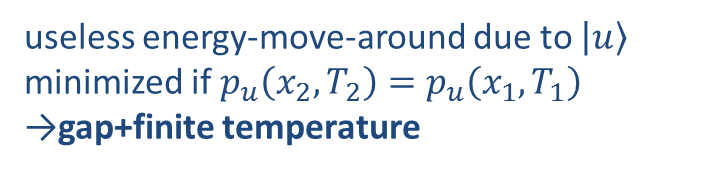 useless energy-move-around due to |u⟩
minimized if p_u(x_2, T_2) = p_u(x_1, T_1)
→gap+finite temperature